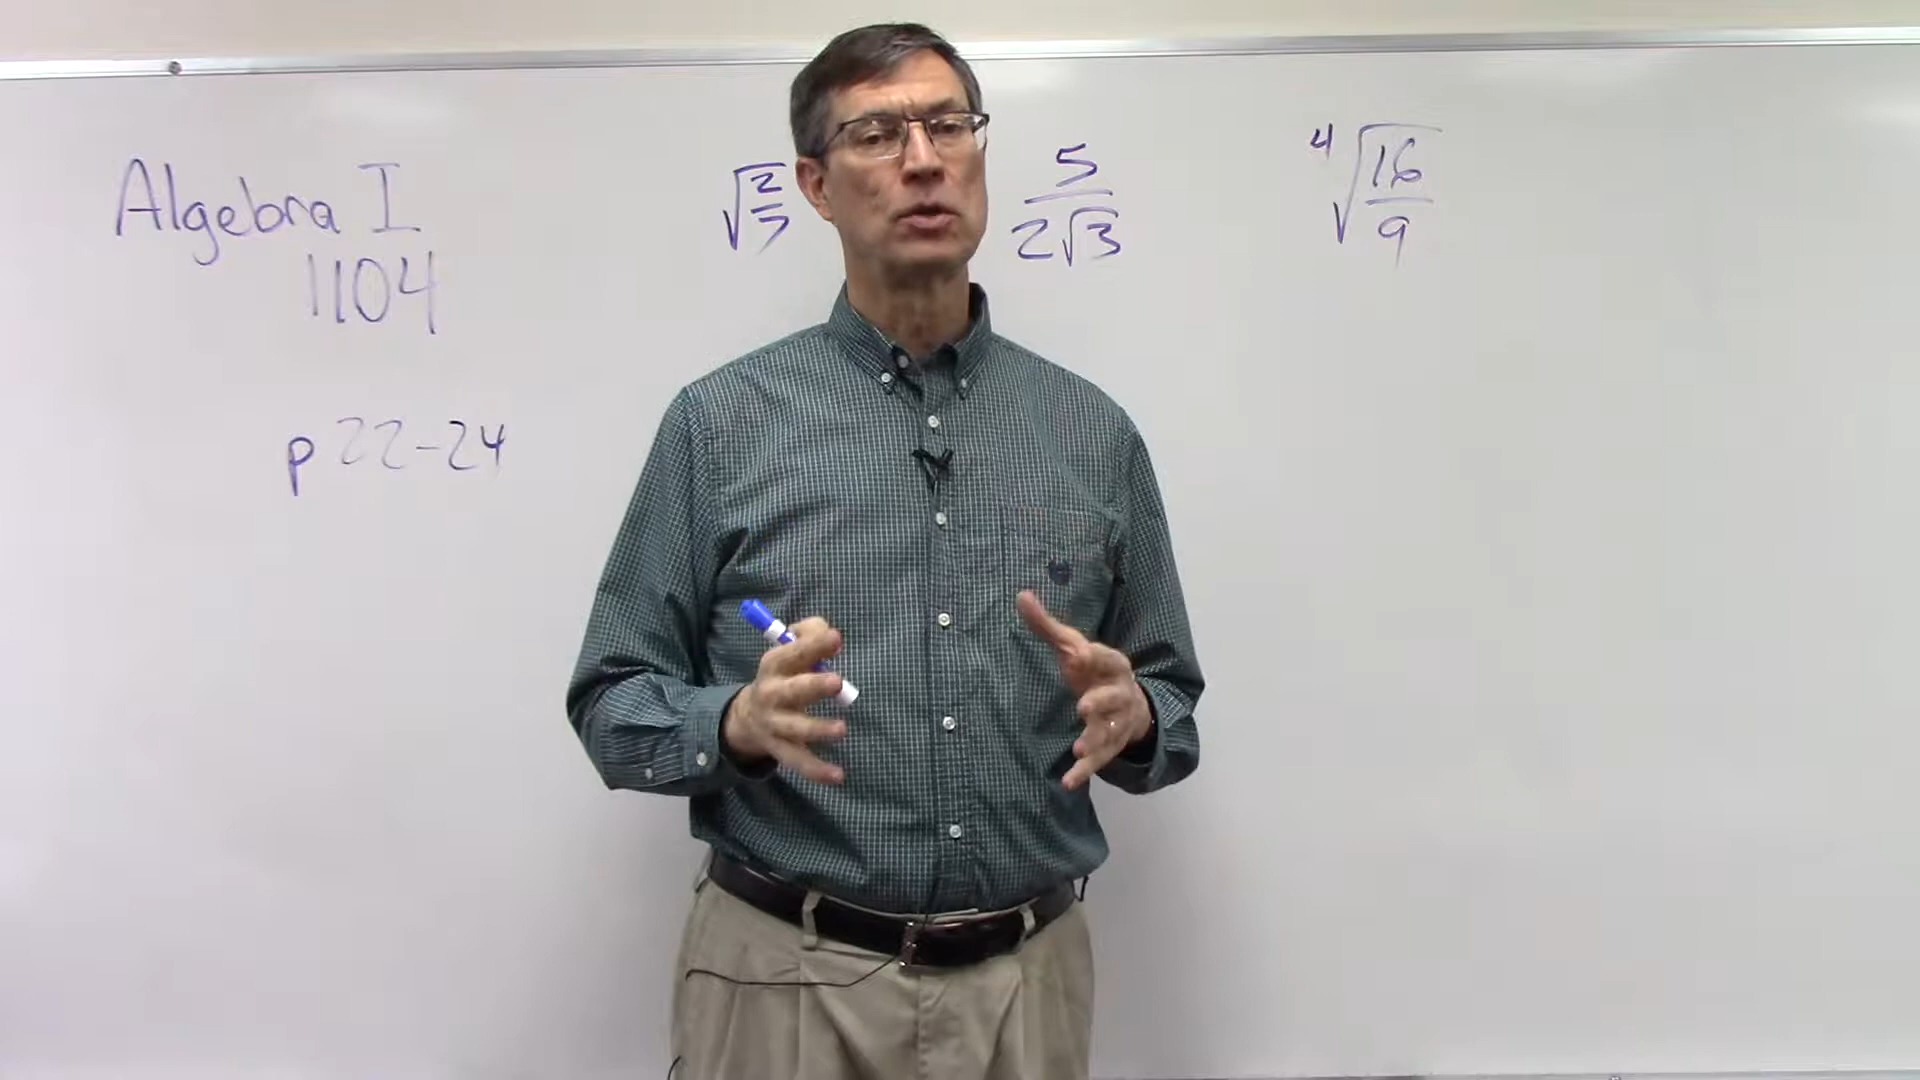 Algebra I
1104
p 22-24
√(2/7)
5/(2√3)
⁴√(16/9)